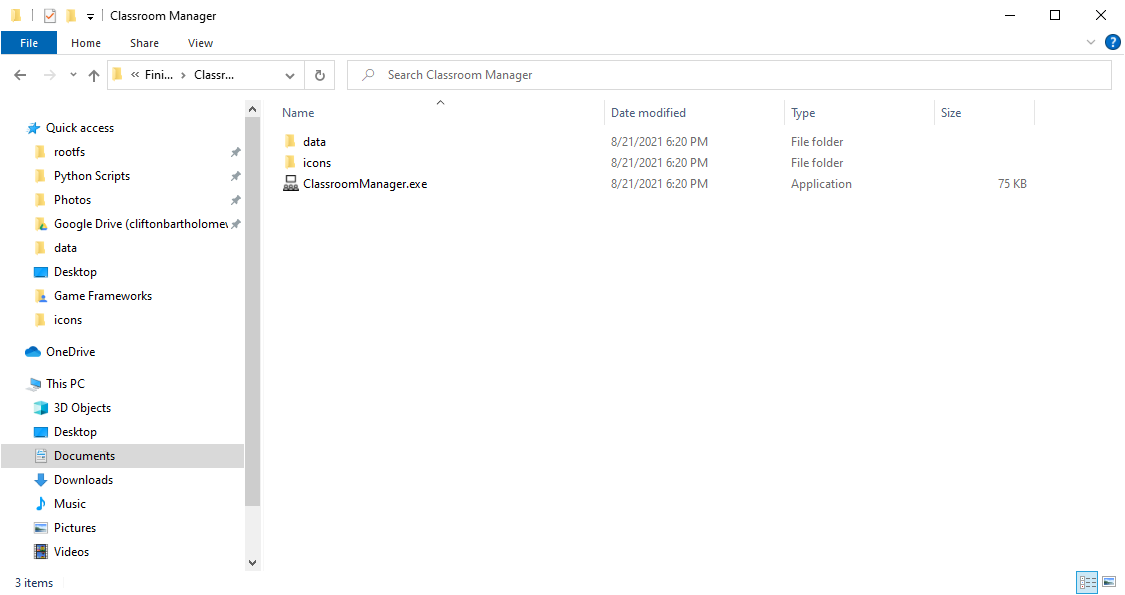 Classroom Manager
File Home Share View
« Fini... › Classr...
Search Classroom Manager
Quick access
rootfs
Python Scripts
Photos
Google Drive (cliftonbartholomew
data
Desktop
Game Frameworks
icons
OneDrive
This PC
3D Objects
Desktop
Documents
Downloads
Music
Pictures
Videos
Name Date modified Type Size
data 8/21/2021 6:20 PM File folder
icons 8/21/2021 6:20 PM File folder
ClassroomManager.exe 8/21/2021 6:20 PM Application 75 KB
3 items